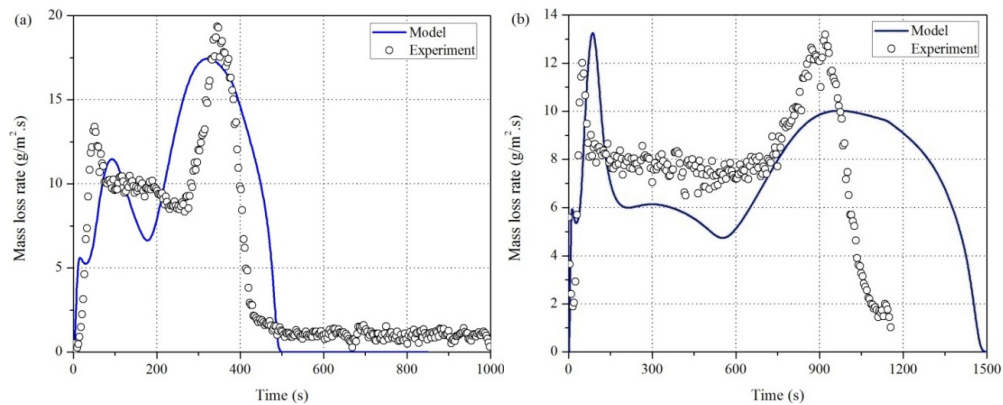 (a)
Mass loss rate (g/m².s)
20
15
10
5
0
Model
Experiment
0 200 400 600 800 1000
Time (s)
(b)
Mass loss rate (g/m².s)
14
12
10
8
6
4
2
0
Model
Experiment
0 300 600 900 1200 1500
Time (s)